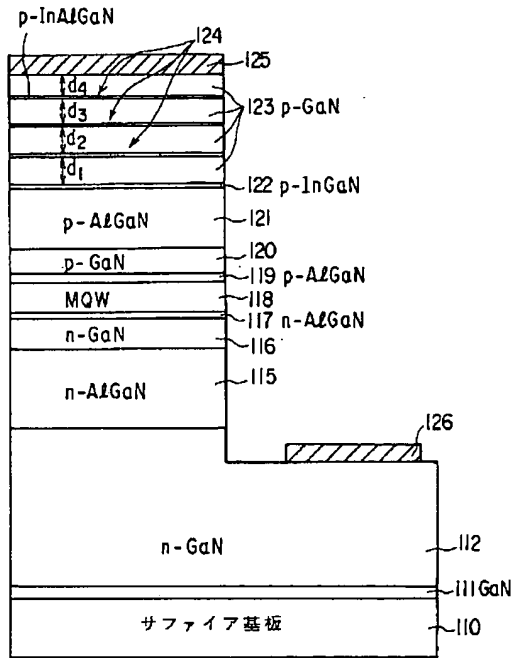 p-InAlGaN
124
125
d4
d3
123 p-GaN
d2
d1
122 p-InGaN
p-AlGaN
121
p-GaN
120
119 p-AlGaN
MQW
118
117 n-AlGaN
n-GaN
116
115
n-AlGaN
126
n-GaN
112
111 GaN
サファイア基板
110